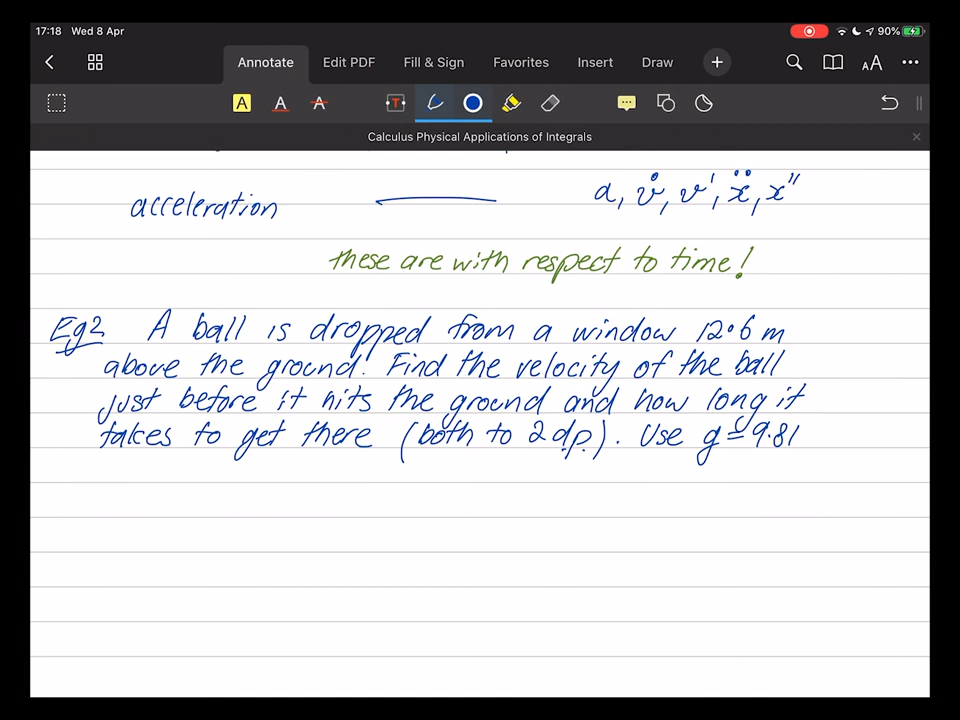 17:18 Wed 8 Apr 90%
Annotate Edit PDF Fill & Sign Favorites Insert Draw
A A A T
Calculus Physical Applications of Integrals
acceleration a, v̇, v', ẍ, x''
these are with respect to time!
Eg2 A ball is dropped from a window 12.6 m
above the ground. Find the velocity of the ball
just before it hits the ground and how long it
takes to get there (both to 2 dp). Use g = 9.81